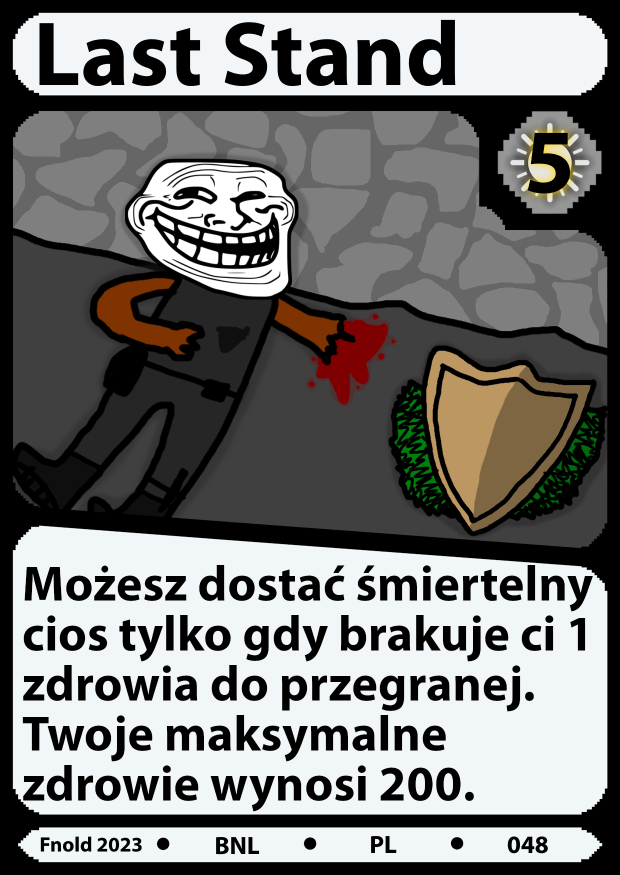 Last Stand
5
Możesz dostać śmiertelny
cios tylko gdy brakuje ci 1
zdrowia do przegranej.
Twoje maksymalne
zdrowie wynosi 200.
Fnold 2023 • BNL • PL • 048